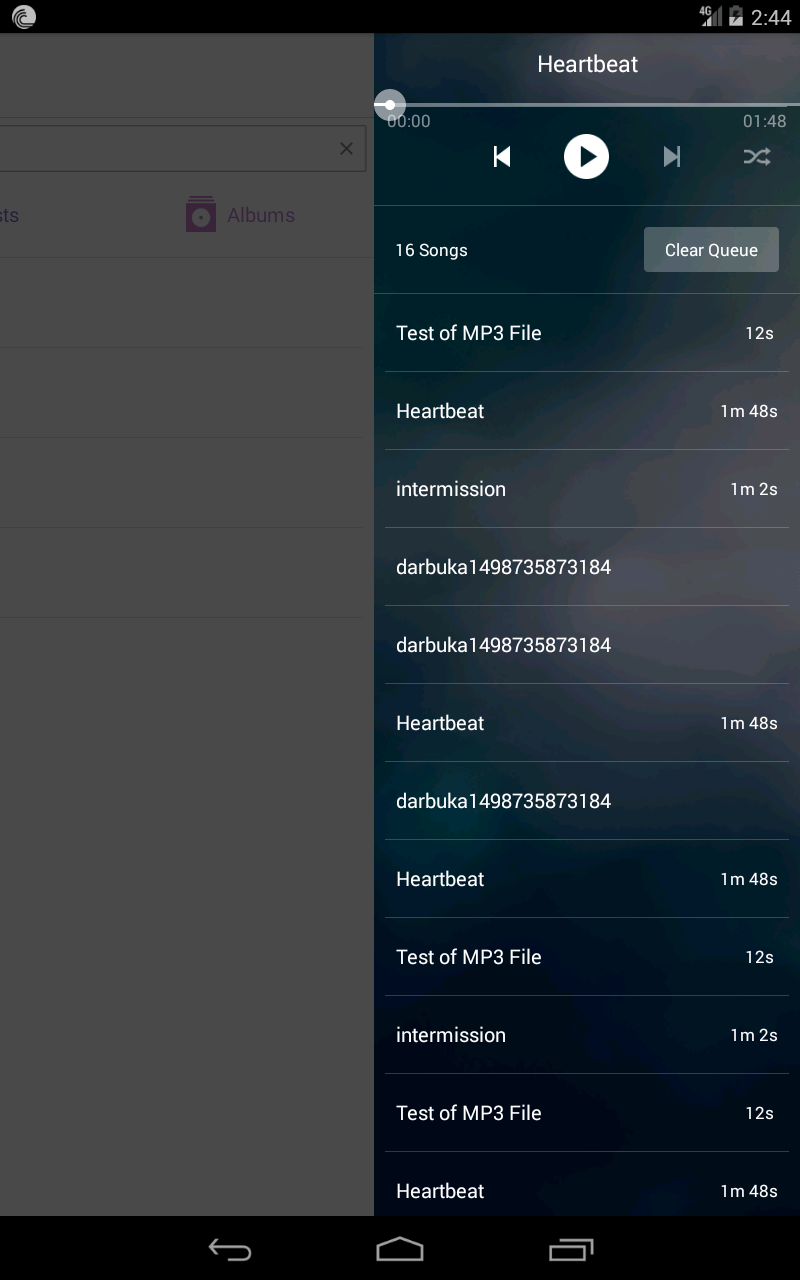 4G 2:44
Heartbeat
00:00 01:48
sts Albums
16 Songs Clear Queue
Test of MP3 File 12s
Heartbeat 1m 48s
intermission 1m 2s
darbuka1498735873184
darbuka1498735873184
Heartbeat 1m 48s
darbuka1498735873184
Heartbeat 1m 48s
Test of MP3 File 12s
intermission 1m 2s
Test of MP3 File 12s
Heartbeat 1m 48s